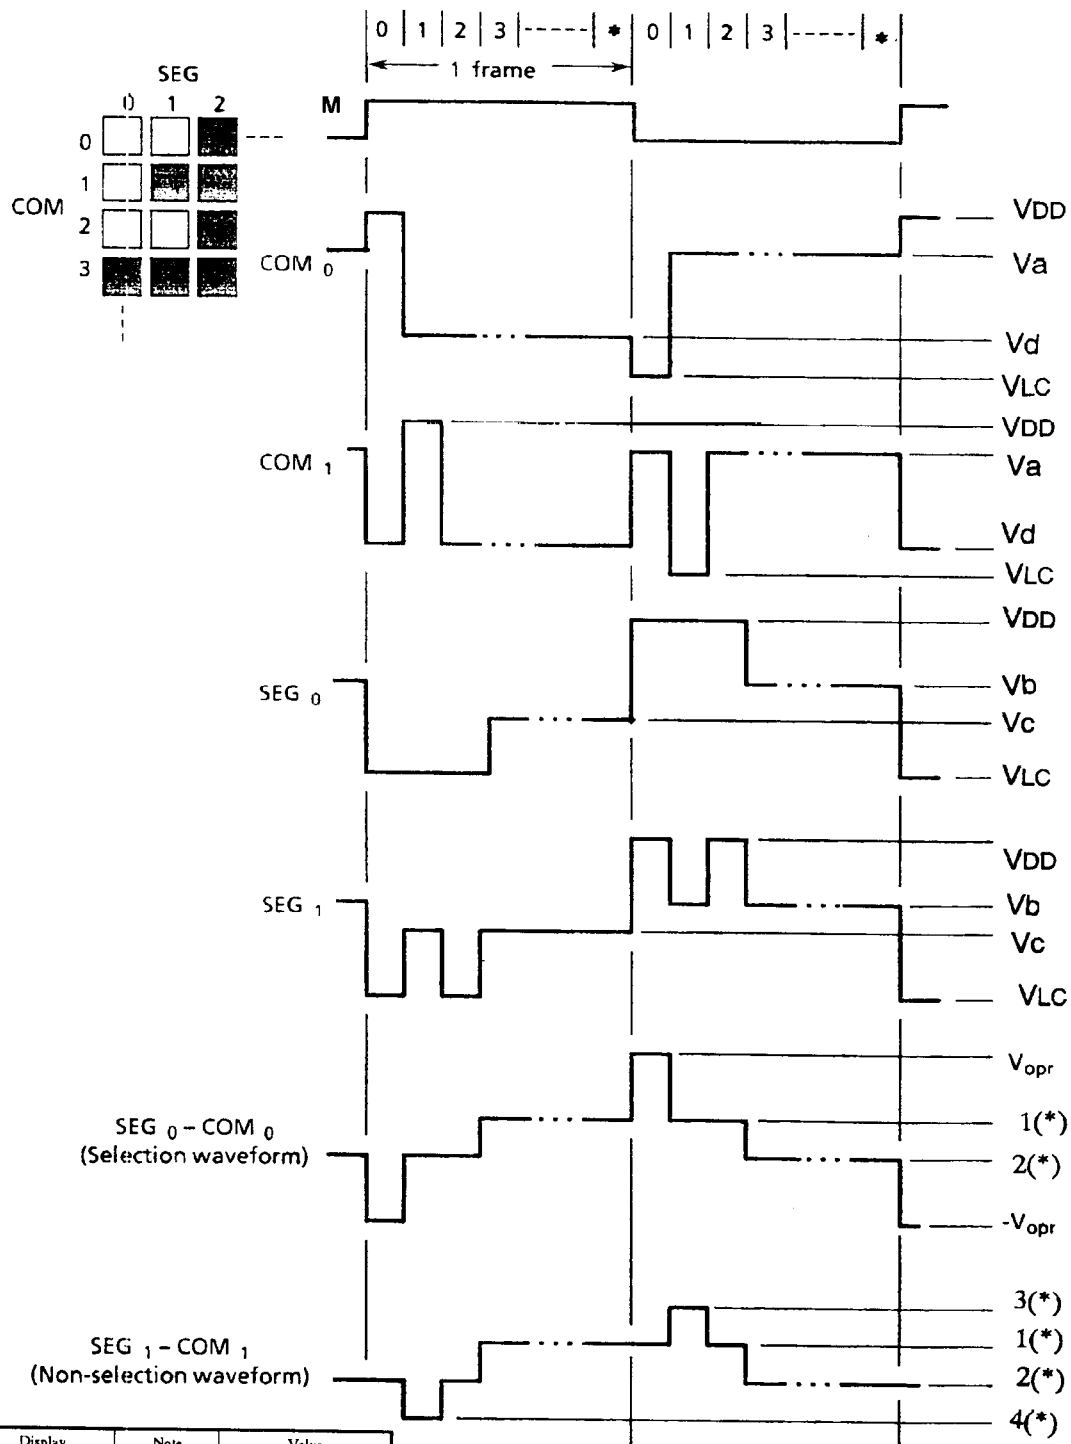 0 1 2 3 ------ * 0 1 2 3 ------ *
1 frame
SEG
0 1 2
M
0
1
COM
2
3
COM 0
VDD
Va
Vd
VLC
COM 1
VDD
Va
Vd
VLC
SEG 0
VDD
Vb
Vc
VLC
SEG 1
VDD
Vb
Vc
VLC
SEG 0 – COM 0
(Selection waveform)
Vopr
1(*)
2(*)
-Vopr
SEG 1 – COM 1
(Non-selection waveform)
3(*)
1(*)
2(*)
4(*)
Display Note Value